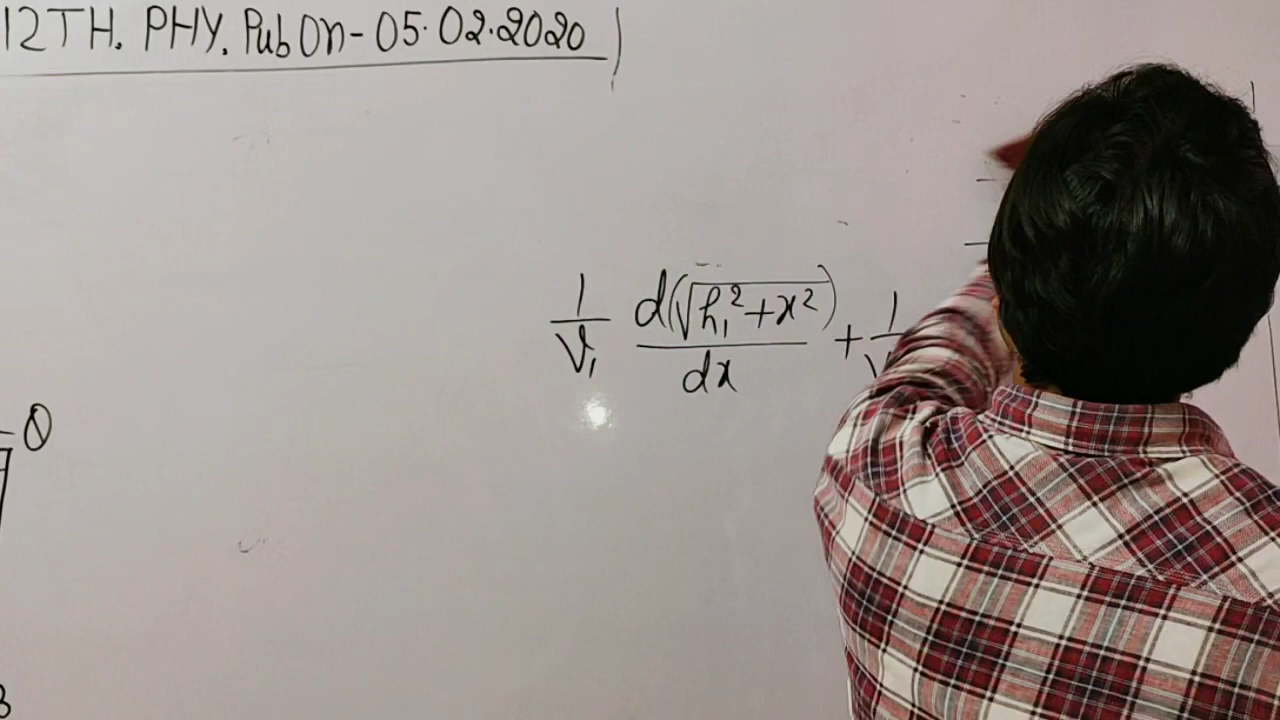 12TH. PHY. Pub On - 05.02.2020
1/V₁ d(√h₁²+x²)/dx + 1/V
Q
B